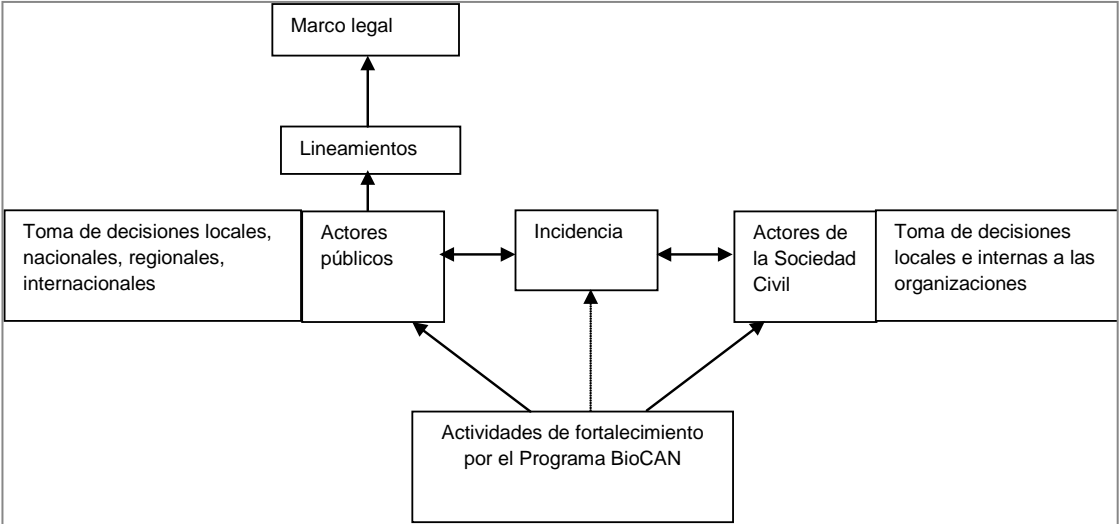 Marco legal
Lineamientos
Toma de decisiones locales,
nacionales, regionales,
internacionales
Actores
públicos
Incidencia
Actores de
la Sociedad
Civil
Toma de decisiones
locales e internas a las
organizaciones
Actividades de fortalecimiento
por el Programa BioCAN